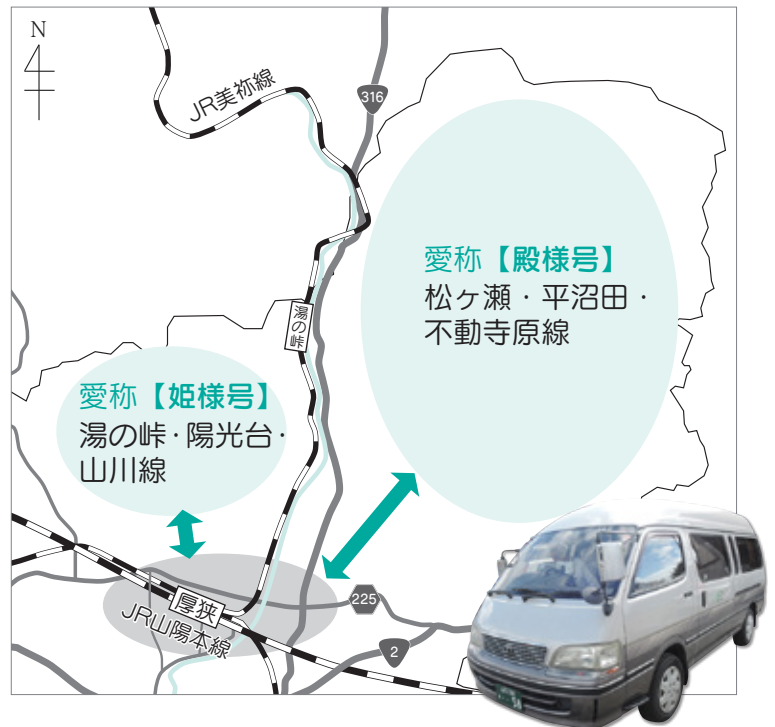 N
JR美祢線
316
愛称【殿様号】
松ヶ瀬・平沼田・
不動寺原線
湯の峠
愛称【姫様号】
湯の峠・陽光台・
山川線
厚狭
JR山陽本線
225
2